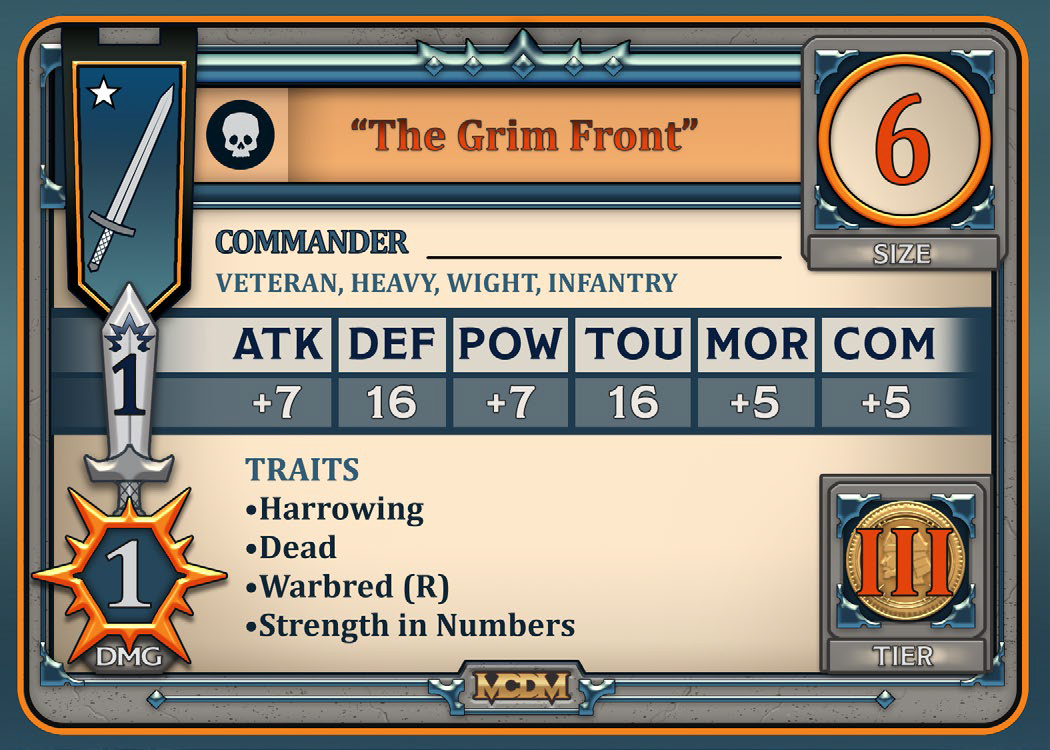 “The Grim Front”
6
SIZE
COMMANDER
VETERAN, HEAVY, WIGHT, INFANTRY
ATK DEF POW TOU MOR COM
1
+7 16 +7 16 +5 +5
TRAITS
•Harrowing
•Dead
•Warbred (R)
•Strength in Numbers
1
DMG
III
TIER
MCDM